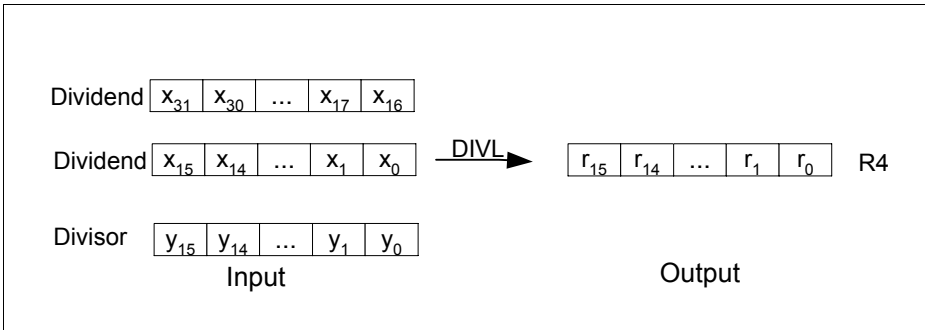 Dividend x31 x30 ... x17 x16
Dividend x15 x14 ... x1 x0 DIVL r15 r14 ... r1 r0 R4
Divisor y15 y14 ... y1 y0
Input Output